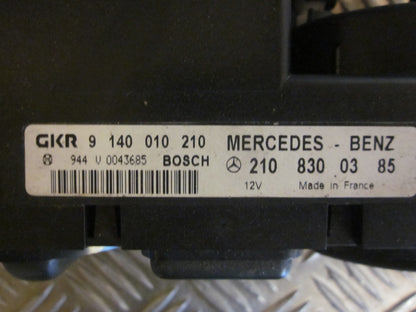 GKR 9 140 010 210 MERCEDES - BENZ
944 V 0043685 BOSCH 210 830 03 85
12V Made in France